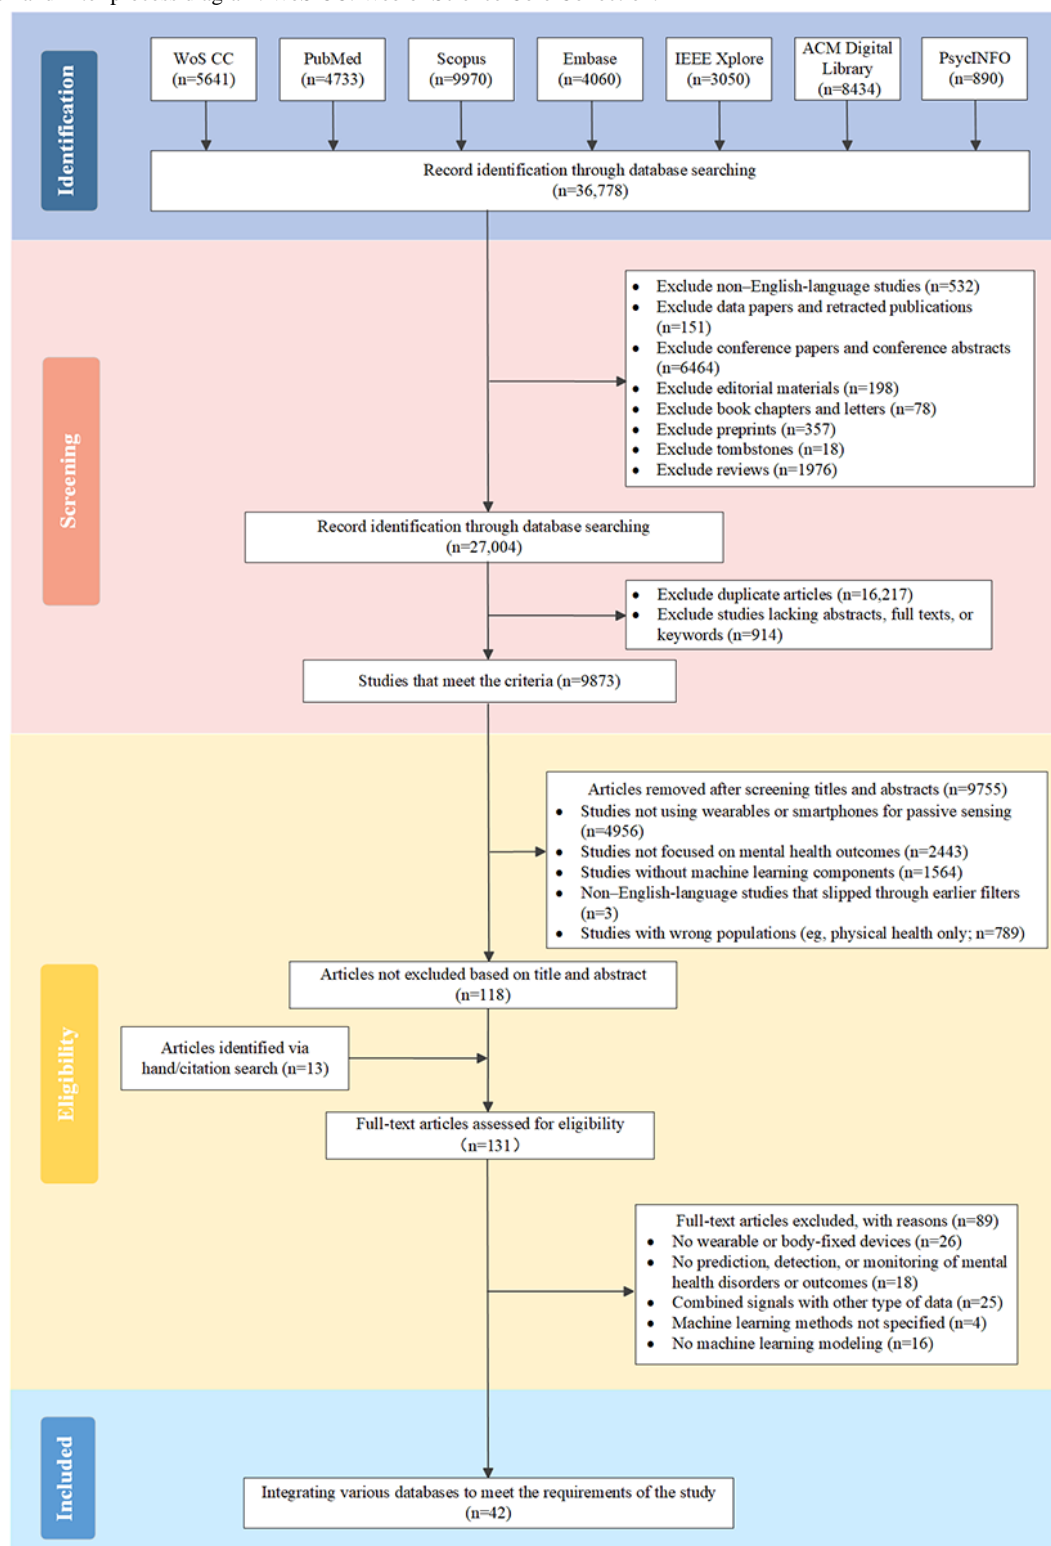 WoS CC
(n=5641)
PubMed
(n=4733)
Scopus
(n=9970)
Embase
(n=4060)
IEEE Xplore
(n=3050)
ACM Digital
Library
(n=8434)
PsycINFO
(n=890)
Identification
Record identification through database searching
(n=36,778)
Screening
• Exclude non–English-language studies (n=532)
• Exclude data papers and retracted publications
(n=151)
• Exclude conference papers and conference abstracts
(n=6464)
• Exclude editorial materials (n=198)
• Exclude book chapters and letters (n=78)
• Exclude preprints (n=357)
• Exclude tombstones (n=18)
• Exclude reviews (n=1976)
Record identification through database searching
(n=27,004)
• Exclude duplicate articles (n=16,217)
• Exclude studies lacking abstracts, full texts, or
keywords (n=914)
Studies that meet the criteria (n=9873)
Eligibility
Articles removed after screening titles and abstracts (n=9755)
• Studies not using wearables or smartphones for passive sensing
(n=4956)
• Studies not focused on mental health outcomes (n=2443)
• Studies without machine learning components (n=1564)
• Non–English-language studies that slipped through earlier filters
(n=3)
• Studies with wrong populations (eg, physical health only; n=789)
Articles not excluded based on title and abstract
(n=118)
Articles identified via
hand/citation search (n=13)
Full-text articles assessed for eligibility
（n=131）
Full-text articles excluded, with reasons (n=89)
• No wearable or body-fixed devices (n=26)
• No prediction, detection, or monitoring of mental
health disorders or outcomes (n=18)
• Combined signals with other type of data (n=25)
• Machine learning methods not specified (n=4)
• No machine learning modeling (n=16)
Included
Integrating various databases to meet the requirements of the study
(n=42)